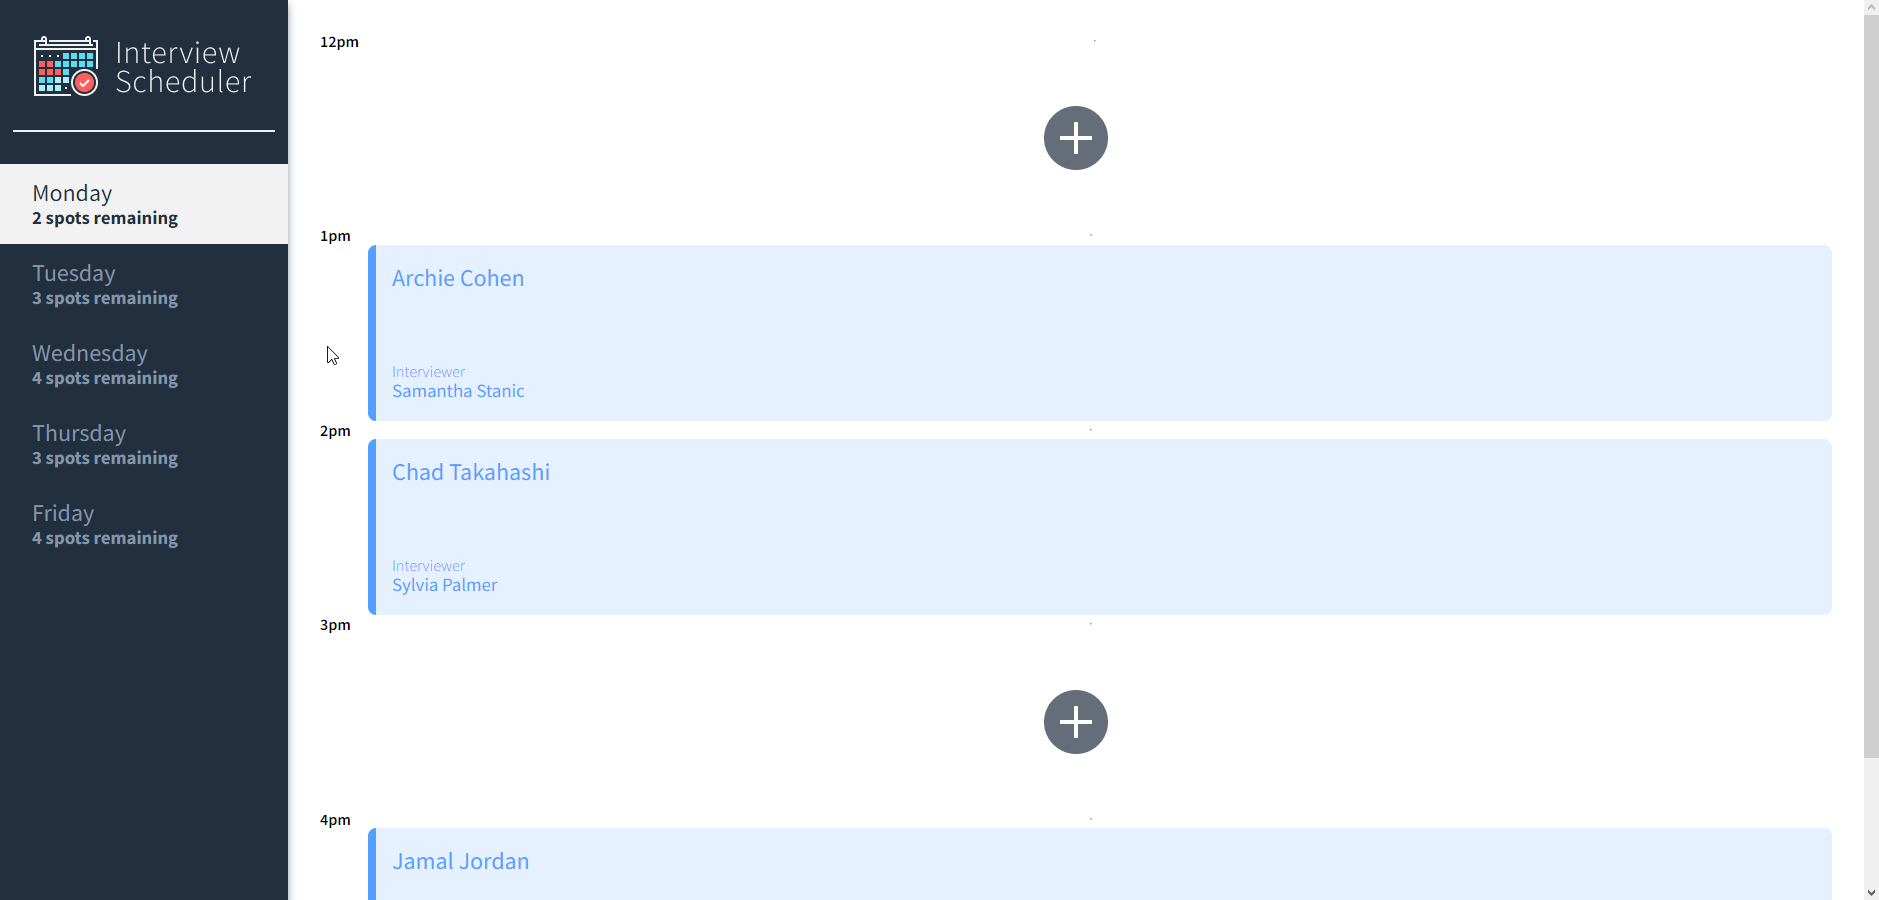 Interview
Scheduler
Monday
2 spots remaining
Tuesday
3 spots remaining
Wednesday
4 spots remaining
Thursday
3 spots remaining
Friday
4 spots remaining
12pm
1pm
Archie Cohen
Interviewer
Samantha Stanic
2pm
Chad Takahashi
Interviewer
Sylvia Palmer
3pm
4pm
Jamal Jordan